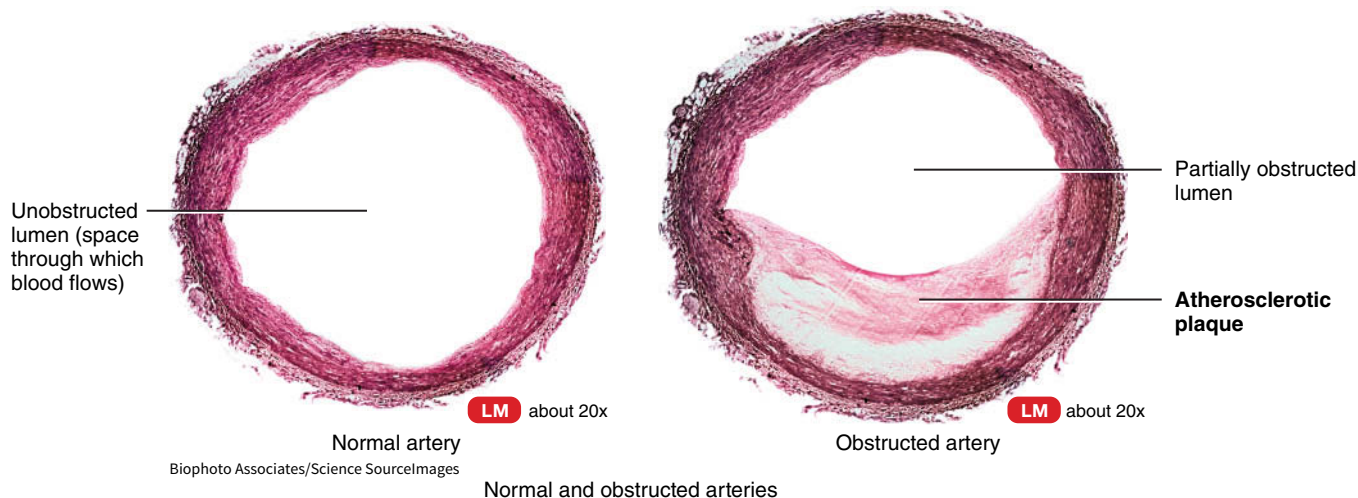 Unobstructed
lumen (space
through which
blood flows)
Partially obstructed
lumen
Atherosclerotic
plaque
LM about 20x
LM about 20x
Normal artery
Obstructed artery
Biophoto Associates/Science SourceImages
Normal and obstructed arteries